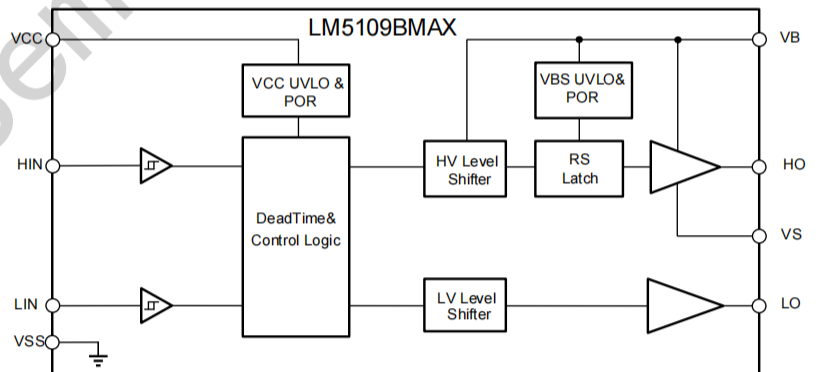 LM5109BMAX
VCC
VB
VCC UVLO &
POR
VBS UVLO&
POR
HIN
HV Level
Shifter
RS
Latch
HO
DeadTime&
Control Logic
VS
LIN
LV Level
Shifter
LO
VSS